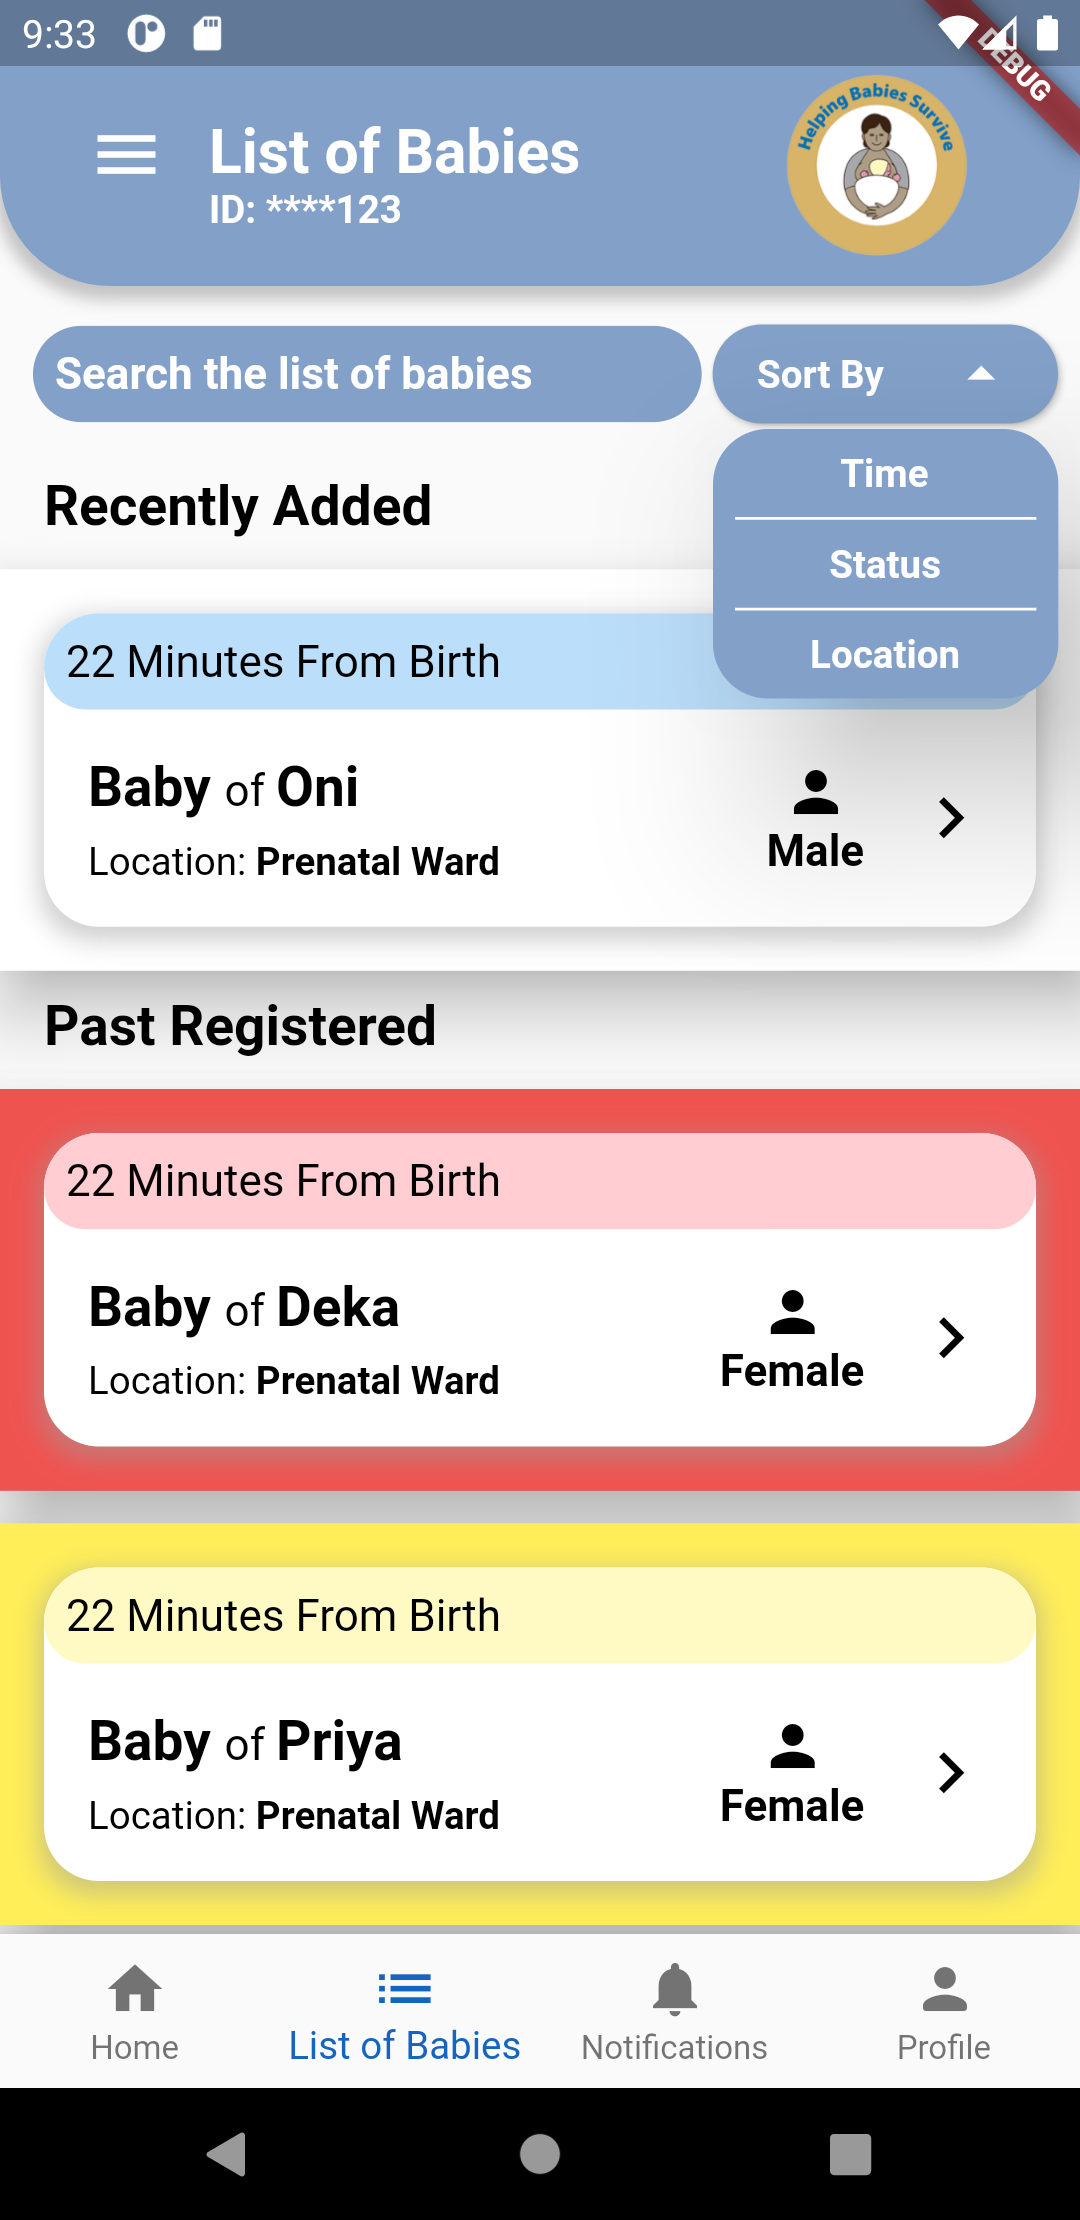 9:33
DEBUG
List of Babies
ID: ****123
Helping Babies Survive
Search the list of babies
Sort By
Time
Status
Location
Recently Added
22 Minutes From Birth
Baby of Oni
Location: Prenatal Ward
Male
Past Registered
22 Minutes From Birth
Baby of Deka
Location: Prenatal Ward
Female
22 Minutes From Birth
Baby of Priya
Location: Prenatal Ward
Female
Home
List of Babies
Notifications
Profile